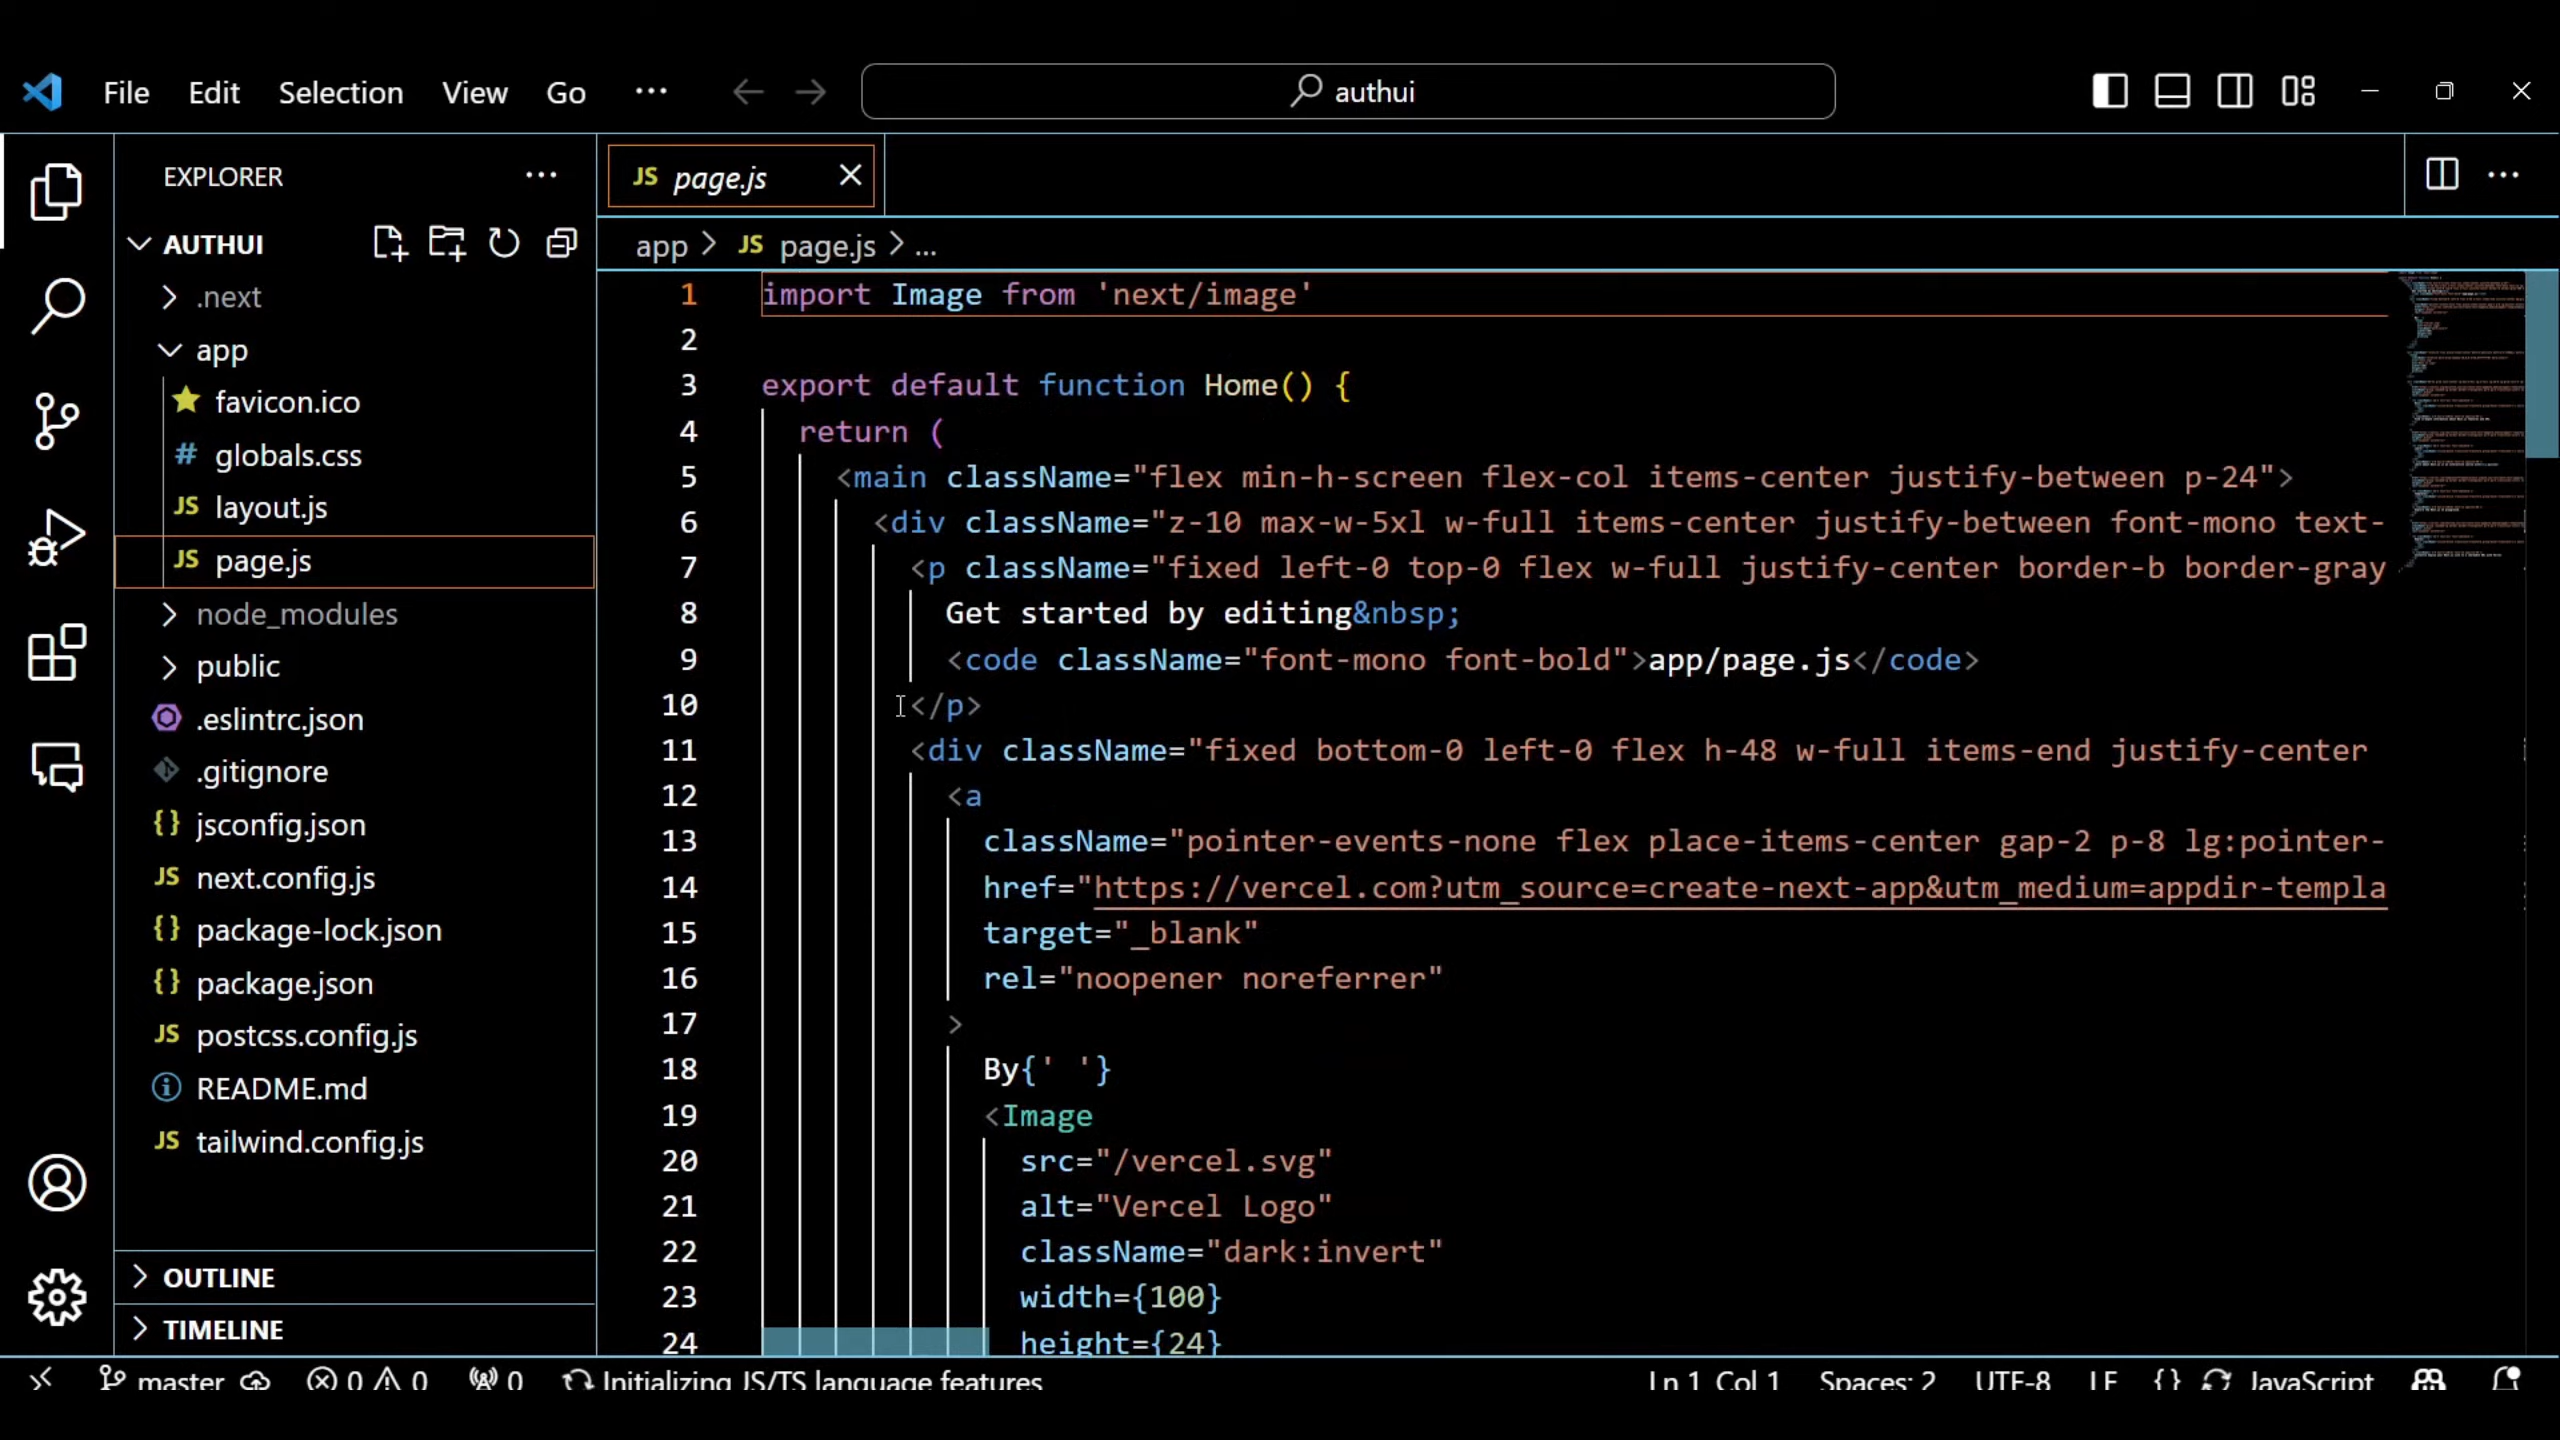 File Edit Selection View Go ··· authui
EXPLORER ···
AUTHUI
.next
app
favicon.ico
globals.css
JS layout.js
JS page.js
node_modules
public
.eslintrc.json
.gitignore
{} jsconfig.json
JS next.config.js
{} package-lock.json
{} package.json
JS postcss.config.js
README.md
JS tailwind.config.js
OUTLINE
TIMELINE
JS page.js
app > JS page.js > ...
1 import Image from 'next/image'
2
3 export default function Home() {
4 return (
5 <main className="flex min-h-screen flex-col items-center justify-between p-24">
6 <div className="z-10 max-w-5xl w-full items-center justify-between font-mono text-
7 <p className="fixed left-0 top-0 flex w-full justify-center border-b border-gray
8 Get started by editing&nbsp;
9 <code className="font-mono font-bold">app/page.js</code>
10 </p>
11 <div className="fixed bottom-0 left-0 flex h-48 w-full items-end justify-center
12 <a
13 className="pointer-events-none flex place-items-center gap-2 p-8 lg:pointer-
14 href="https://vercel.com?utm_source=create-next-app&utm_medium=appdir-templa
15 target="_blank"
16 rel="noopener noreferrer"
17 >
18 By{' '}
19 <Image
20 src="/vercel.svg"
21 alt="Vercel Logo"
22 className="dark:invert"
23 width={100}
24 height={24}
master 0 0 0 Initializing JS/TS language features Ln 1, Col 1 Spaces: 2 UTF-8 LF {} JavaScript